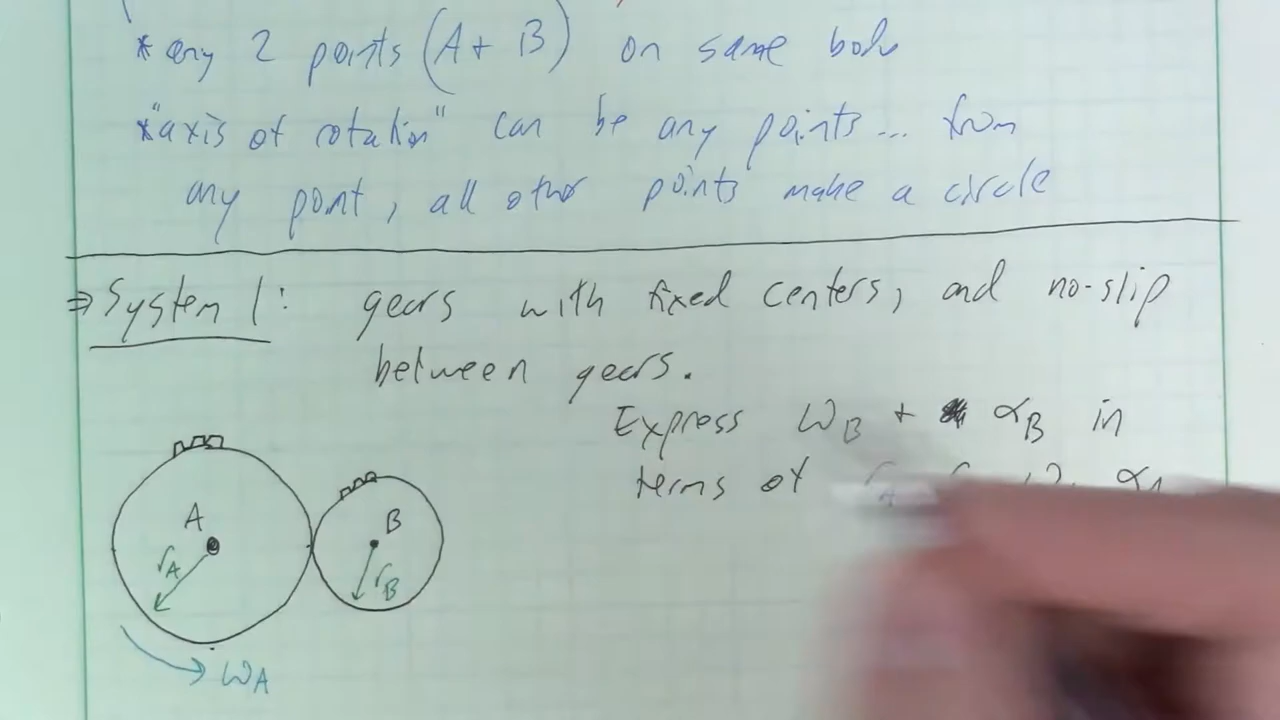 * any 2 points (A + B) on same body
*"axis of rotation" can be any points... from
any point, all other points make a circle
⇒ System 1: gears with fixed centers, and no-slip
between gears.
Express ω_B + α_B in
terms of r_A
A
r_A
B
r_B
ω_A